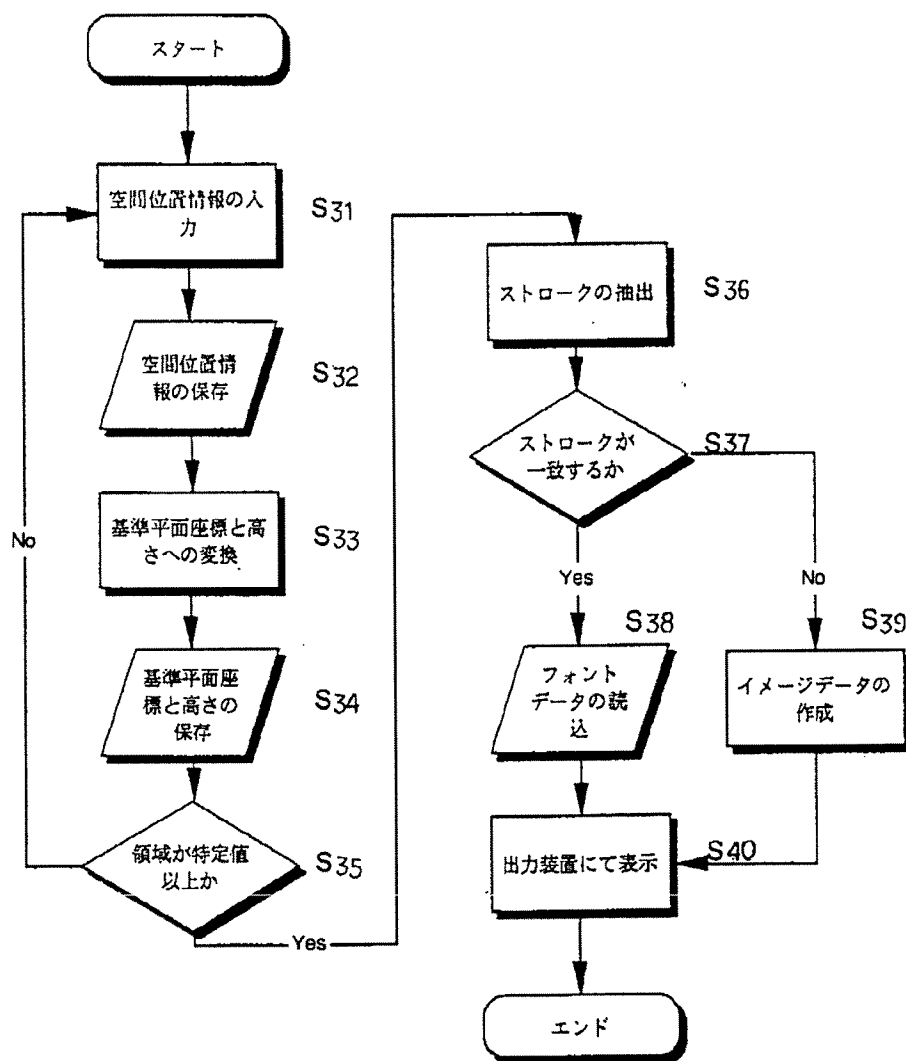 スタート
空間位置情報の入
力
S31
空間位置情
報の保存
S32
基準平面座標と高
さへの変換
S33
No
基準平面座
標と高さの
保存
S34
領域が特定値
以上か
S35
Yes
ストロークの抽出
S36
ストロークが
一致するか
S37
Yes
No
S38
フォント
データの読
込
S39
イメージデータの
作成
出力装置にて表示
S40
エンド